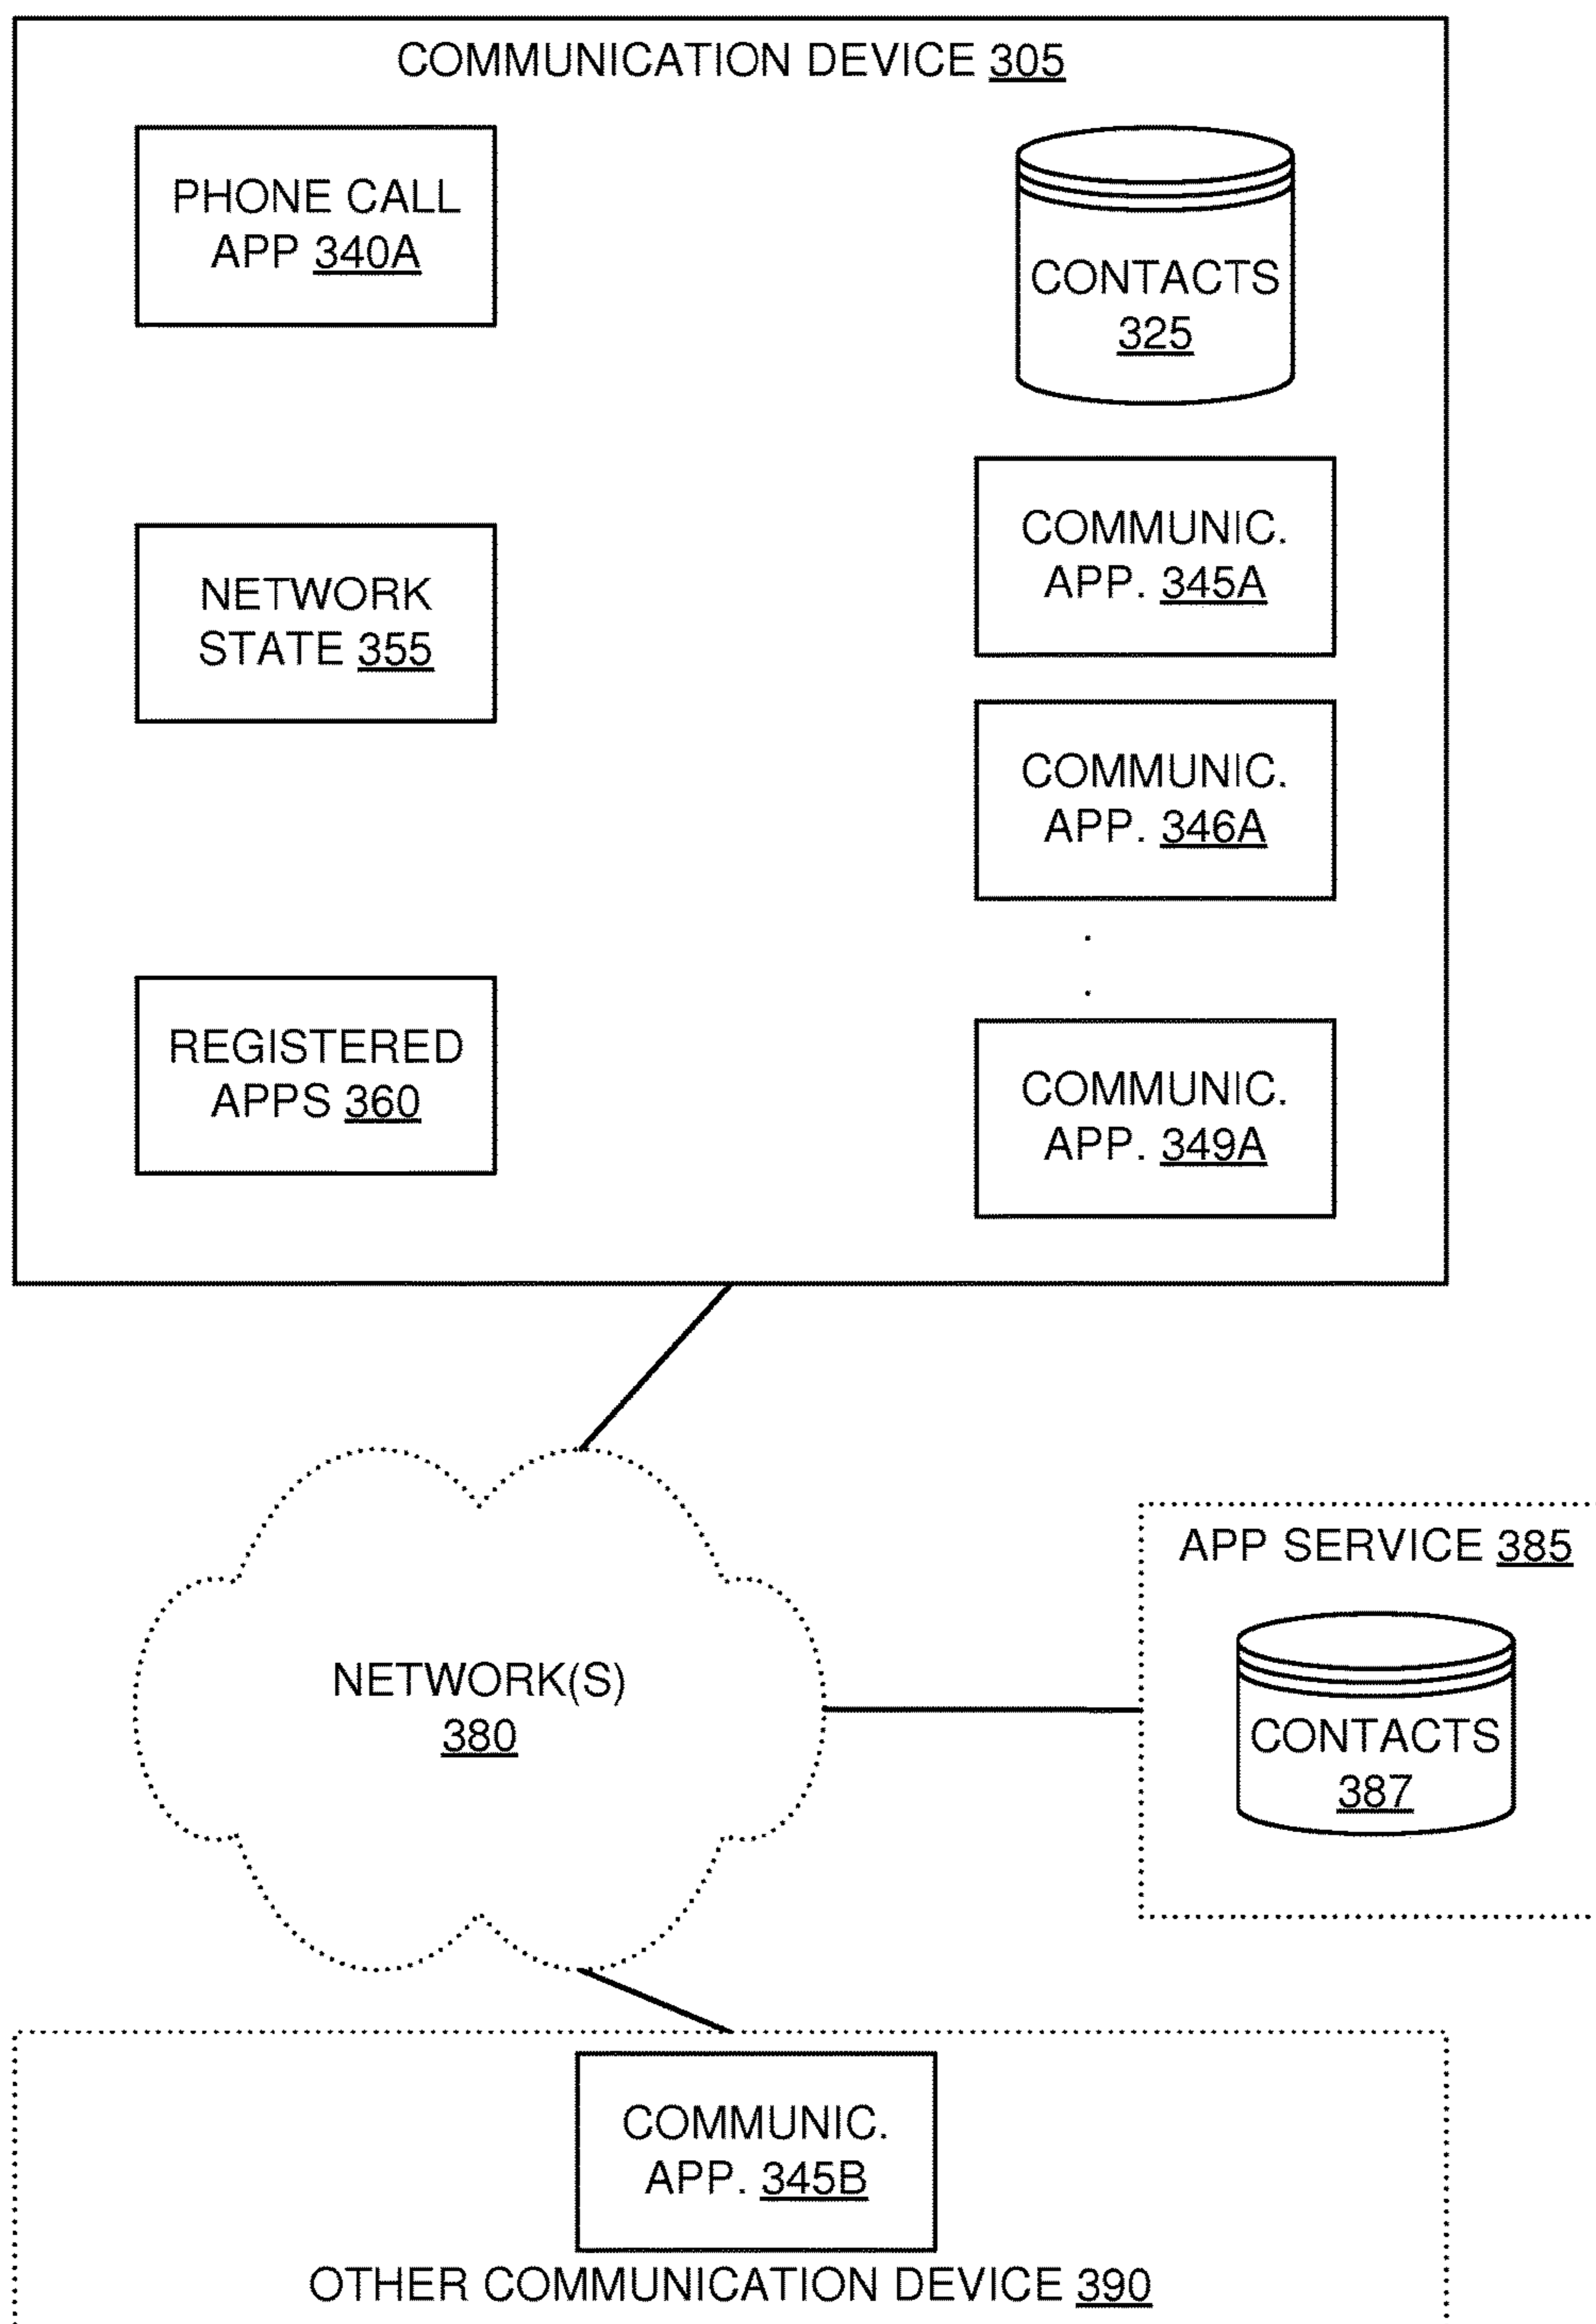 COMMUNICATION DEVICE 305
PHONE CALL
APP 340A
CONTACTS
325
NETWORK
STATE 355
COMMUNIC.
APP. 345A
COMMUNIC.
APP. 346A
REGISTERED
APPS 360
COMMUNIC.
APP. 349A
NETWORK(S)
380
APP SERVICE 385
CONTACTS
387
COMMUNIC.
APP. 345B
OTHER COMMUNICATION DEVICE 390